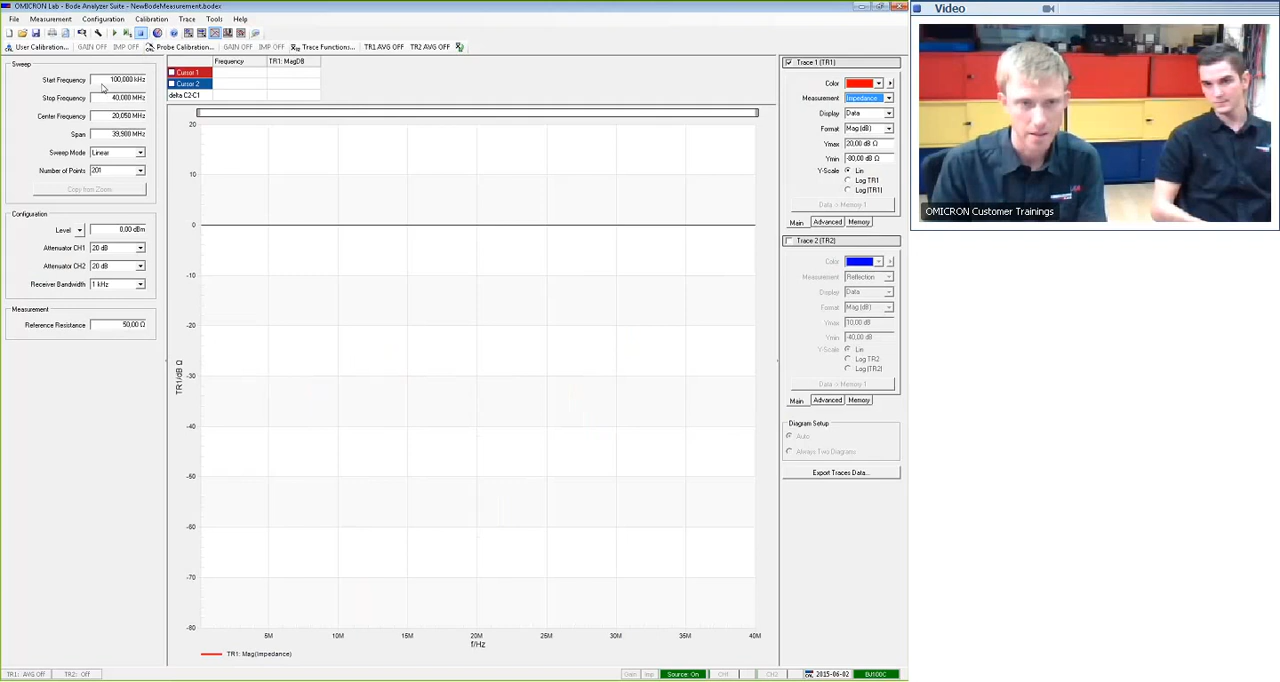 OMICRON Lab - Bode Analyzer Suite - NewBodeMeasurement.bodex
File Measurement Configuration Calibration Trace Tools Help
User Calibration... GAIN OFF IMP OFF Probe Calibration... GAIN OFF IMP OFF Trace Functions... TR1 AVG OFF TR2 AVG OFF
Sweep
Start Frequency 100,000 kHz
Stop Frequency 40,000 MHz
Center Frequency 20,050 MHz
Span 39,900 MHz
Sweep Mode Linear
Number of Points 201
Copy from Zoom
Configuration
Level 0.00 dBm
Attenuator CH1 20 dB
Attenuator CH2 20 dB
Receiver Bandwidth 1 kHz
Measurement
Reference Resistance 50,00 Ω
Frequency TR1: MagDB
Cursor 1
Cursor 2
delta C2-C1
20
10
0
-10
-20
-30
-40
-50
-60
-70
-80
TR1/dB Ω
5M 10M 15M 20M 25M 30M 35M 40M
f/Hz
TR1: Mag(Impedance)
Trace 1 (TR1)
Color
Measurement Impedance
Display Data
Format Mag (dB)
Ymax 20,00 dB Ω
Ymin -80,00 dB Ω
Y-Scale Lin
Log TR1
Log |TR1|
Data -> Memory 1
Main Advanced Memory
Trace 2 (TR2)
Color
Measurement Reflection
Display Data
Format Mag (dB)
Ymax 10,00 dB
Ymin -40,00 dB
Y-Scale Lin
Log TR2
Log |TR2|
Data -> Memory 1
Main Advanced Memory
Diagram Setup
Auto
Always Two Diagrams
Export Traces Data...
TR1: AVG Off TR2: Off
Gain Imp Source: On CH1 CH2 2015-06-02 BJ100C
Video
OMICRON Customer Trainings